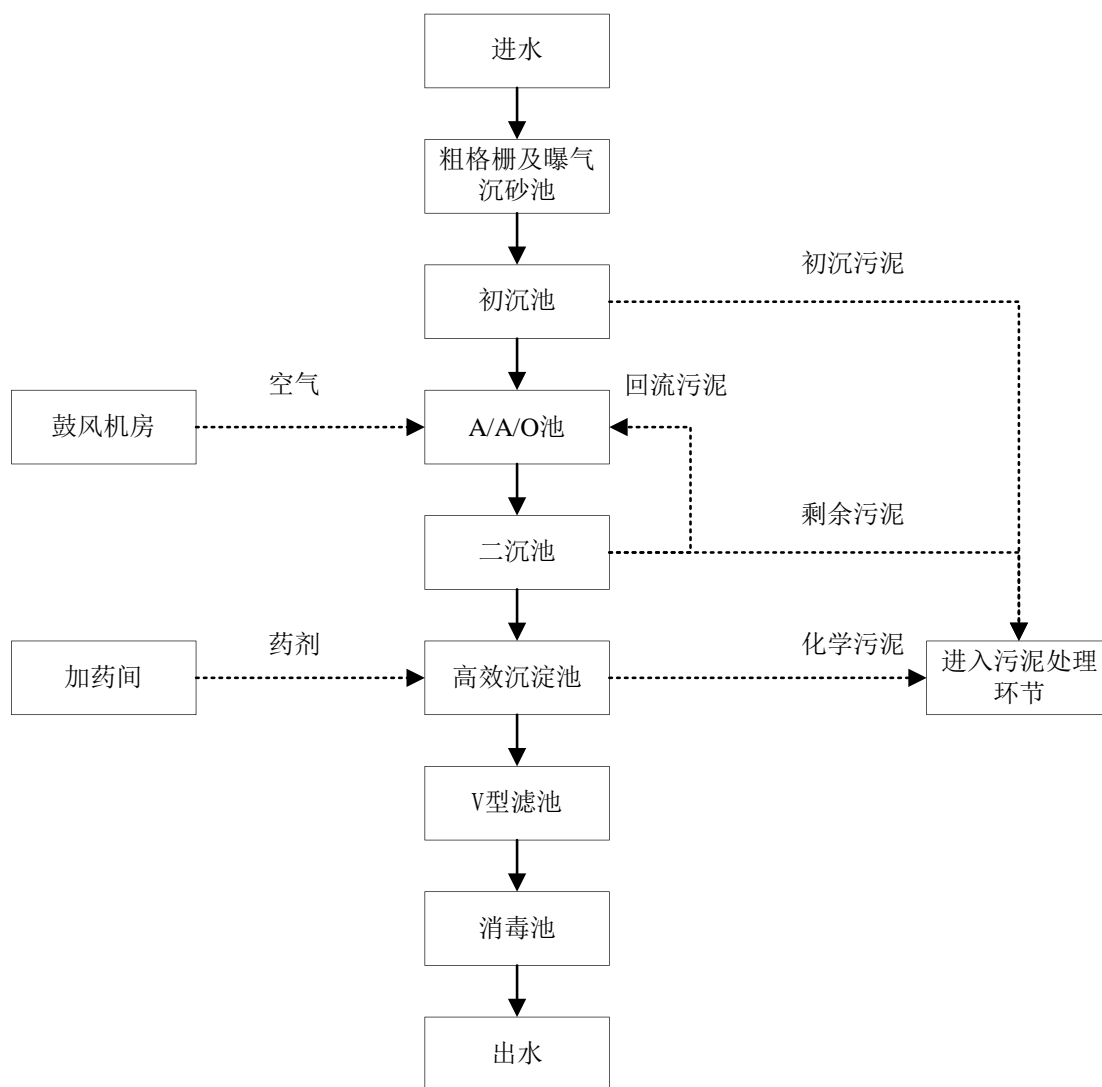 进水
粗格栅及曝气
沉砂池
初沉污泥
初沉池
空气
回流污泥
鼓风机房
A/A/O池
剩余污泥
二沉池
药剂
化学污泥
加药间
高效沉淀池
进入污泥处理
环节
V型滤池
消毒池
出水